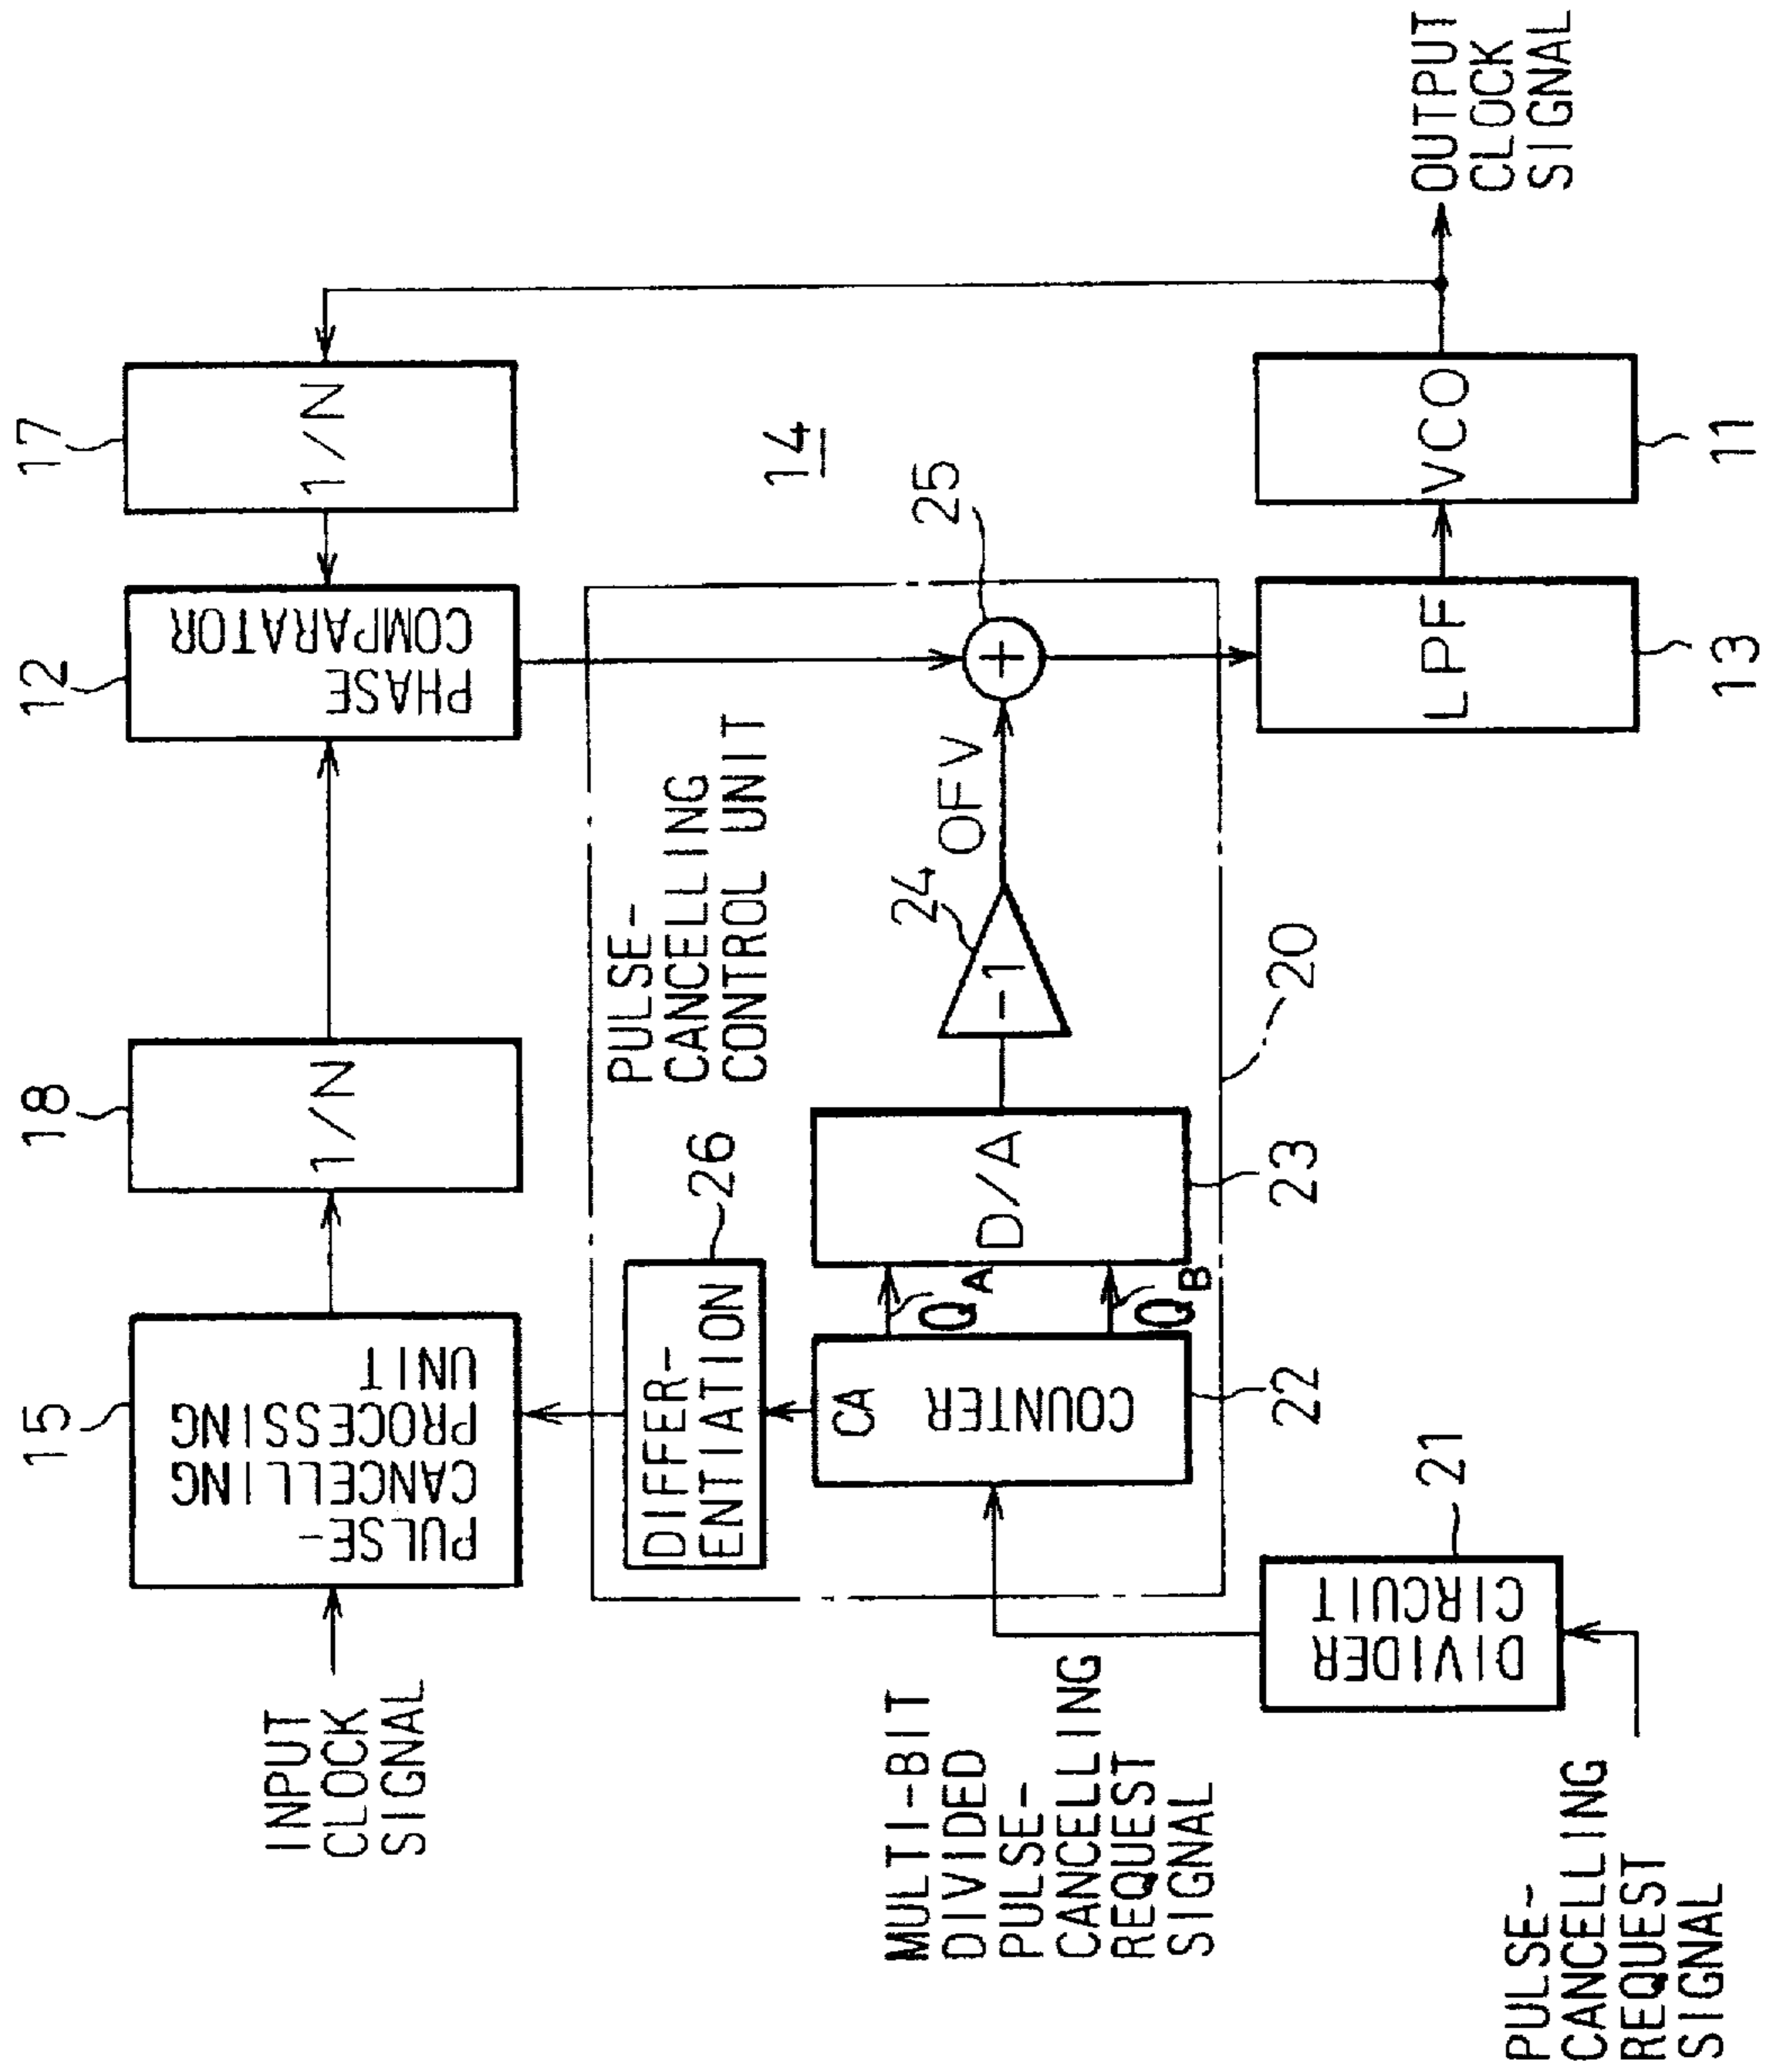 INPUT
CLOCK
SIGNAL
15
PULSE-
CANCELLING
PROCESSING
UNIT
18
1/N
12
PHASE
COMPARATOR
17
1/N
PULSE-
CANCELLING
CONTROL UNIT
14
DIFFER-
ENTIATION
26
MULTI-BIT
DIVIDED
PULSE-
CANCELLING
REQUEST
SIGNAL
CA
COUNTER
22
QA
QB
D/A
23
24
-1
OFV
25
20
PULSE-
CANCELLING
REQUEST
SIGNAL
21
DIVIDER
CIRCUIT
LPF
13
VCO
11
OUTPUT
CLOCK
SIGNAL